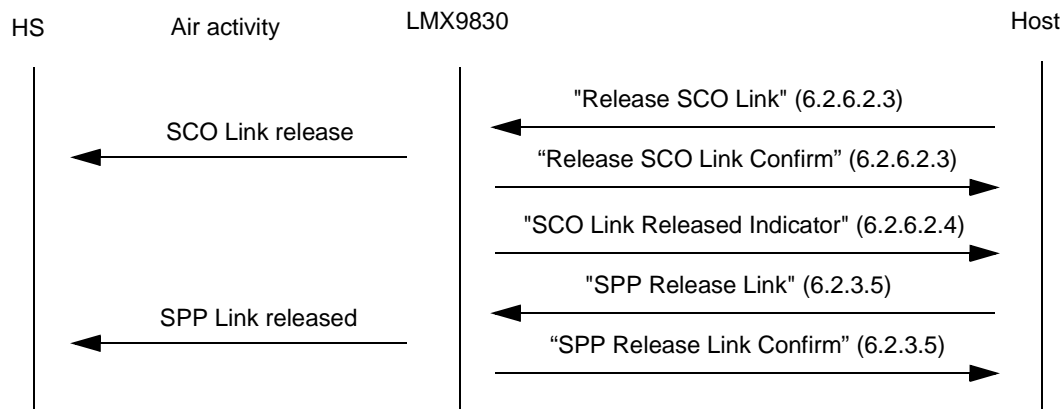 HS Air activity LMX9830 Host
"Release SCO Link" (6.2.6.2.3)
SCO Link release
“Release SCO Link Confirm” (6.2.6.2.3)
"SCO Link Released Indicator" (6.2.6.2.4)
"SPP Release Link" (6.2.3.5)
SPP Link released
“SPP Release Link Confirm” (6.2.3.5)